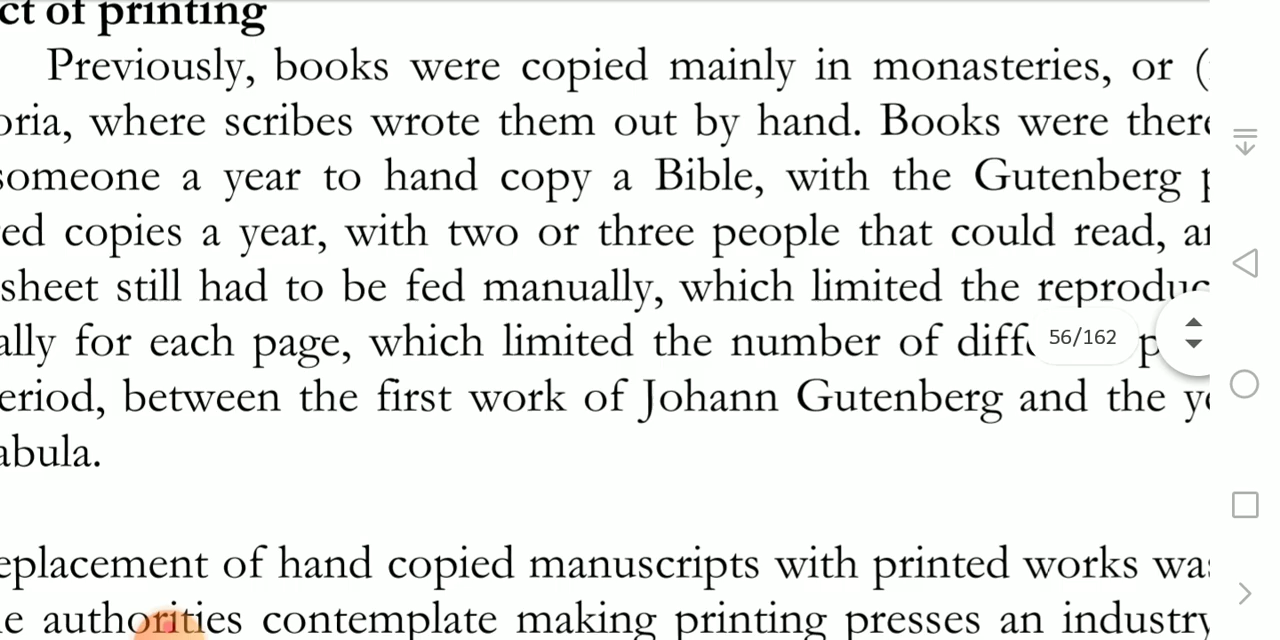 ct of printing
Previously, books were copied mainly in monasteries, or (
oria, where scribes wrote them out by hand. Books were there
someone a year to hand copy a Bible, with the Gutenberg p
ed copies a year, with two or three people that could read, an
sheet still had to be fed manually, which limited the reproduc
ally for each page, which limited the number of diff
56/162
eriod, between the first work of Johann Gutenberg and the y
abula.
eplacement of hand copied manuscripts with printed works was
e authorities contemplate making printing presses an industry